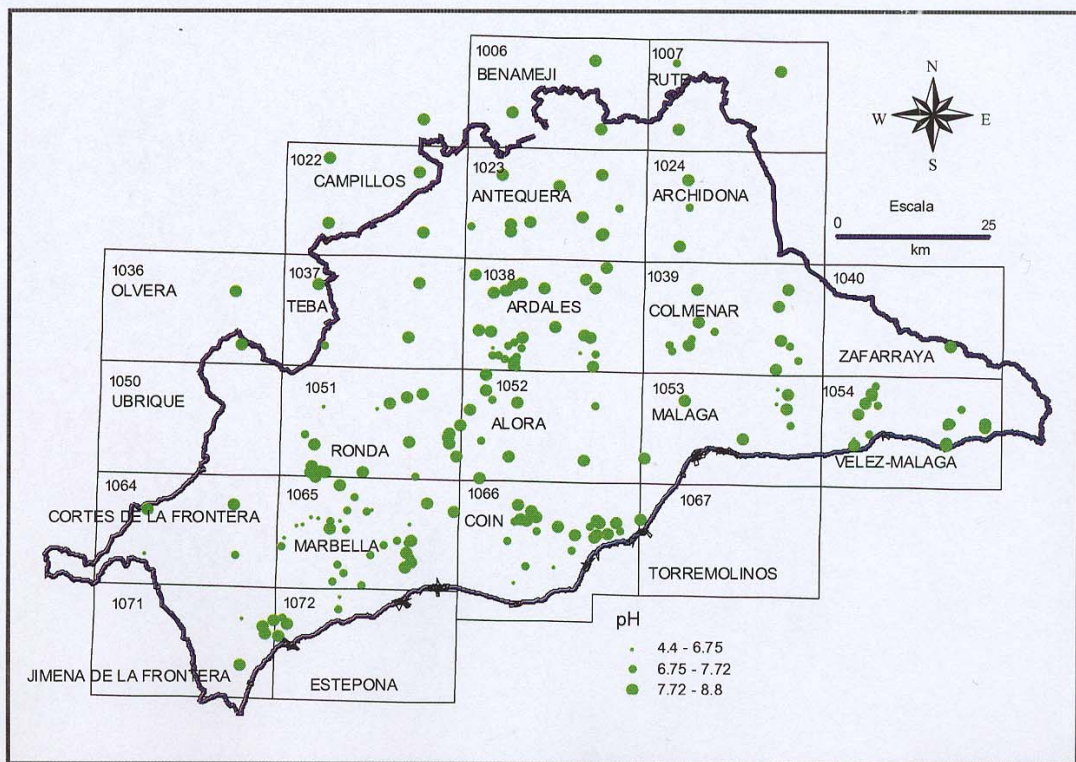 1006
BENAMEJI
1007
RUTE
N
W
E
S
1022
CAMPILLOS
1023
ANTEQUERA
1024
ARCHIDONA
Escala
0
25
km
1036
OLVERA
1037
TEBA
1038
ARDALES
1039
COLMENAR
1040
ZAFARRAYA
1050
UBRIQUE
1051
RONDA
1052
ALORA
1053
MALAGA
1054
VELEZ-MALAGA
1064
CORTES DE LA FRONTERA
1065
MARBELLA
1066
COIN
1067
TORREMOLINOS
1071
JIMENA DE LA FRONTERA
1072
ESTEPONA
pH
4.4 - 6.75
6.75 - 7.72
7.72 - 8.8